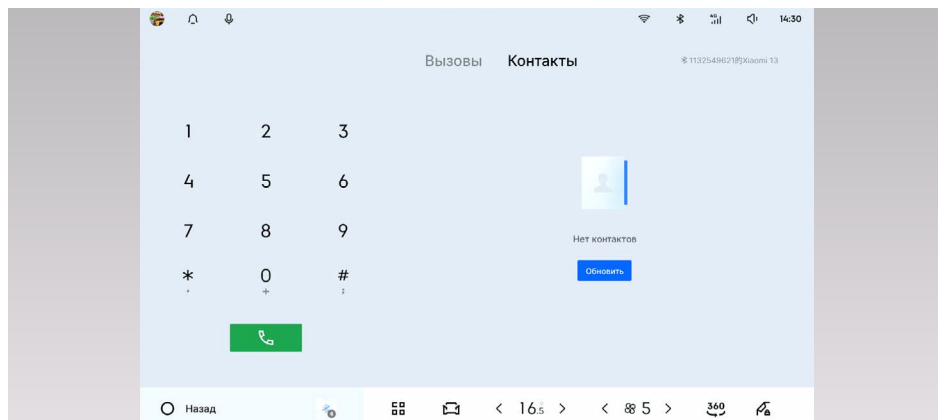 4G
14:30
Вызовы Контакты
1132549621的Xiaomi 13
1 2 3
4 5 6
7 8 9
* 0 #
+ ;
Нет контактов
Обновить
Назад
16.5
5
360